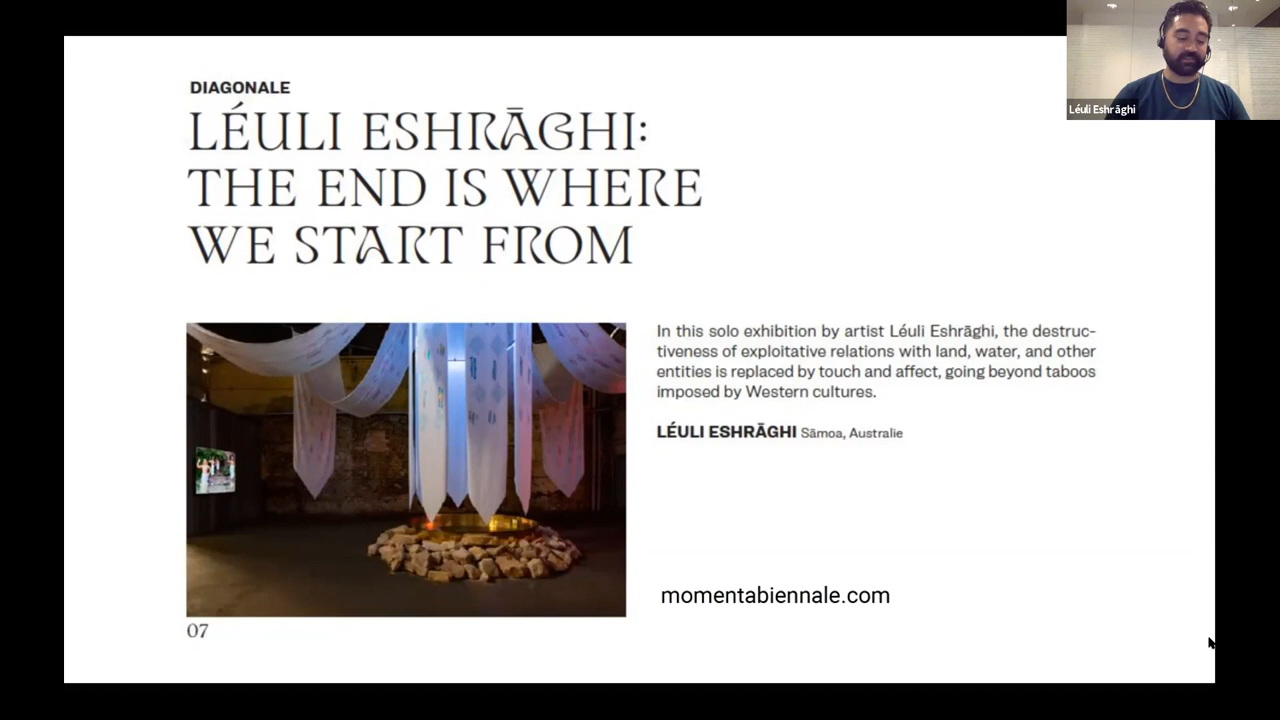 DIAGONALE
LÉULI ESHRĀGHI:
THE END IS WHERE
WE START FROM
In this solo exhibition by artist Léuli Eshrāghi, the destruc-
tiveness of exploitative relations with land, water, and other
entities is replaced by touch and affect, going beyond taboos
imposed by Western cultures.
LÉULI ESHRĀGHI Sāmoa, Australie
momentabiennale.com
07
Léuli Eshrāghi